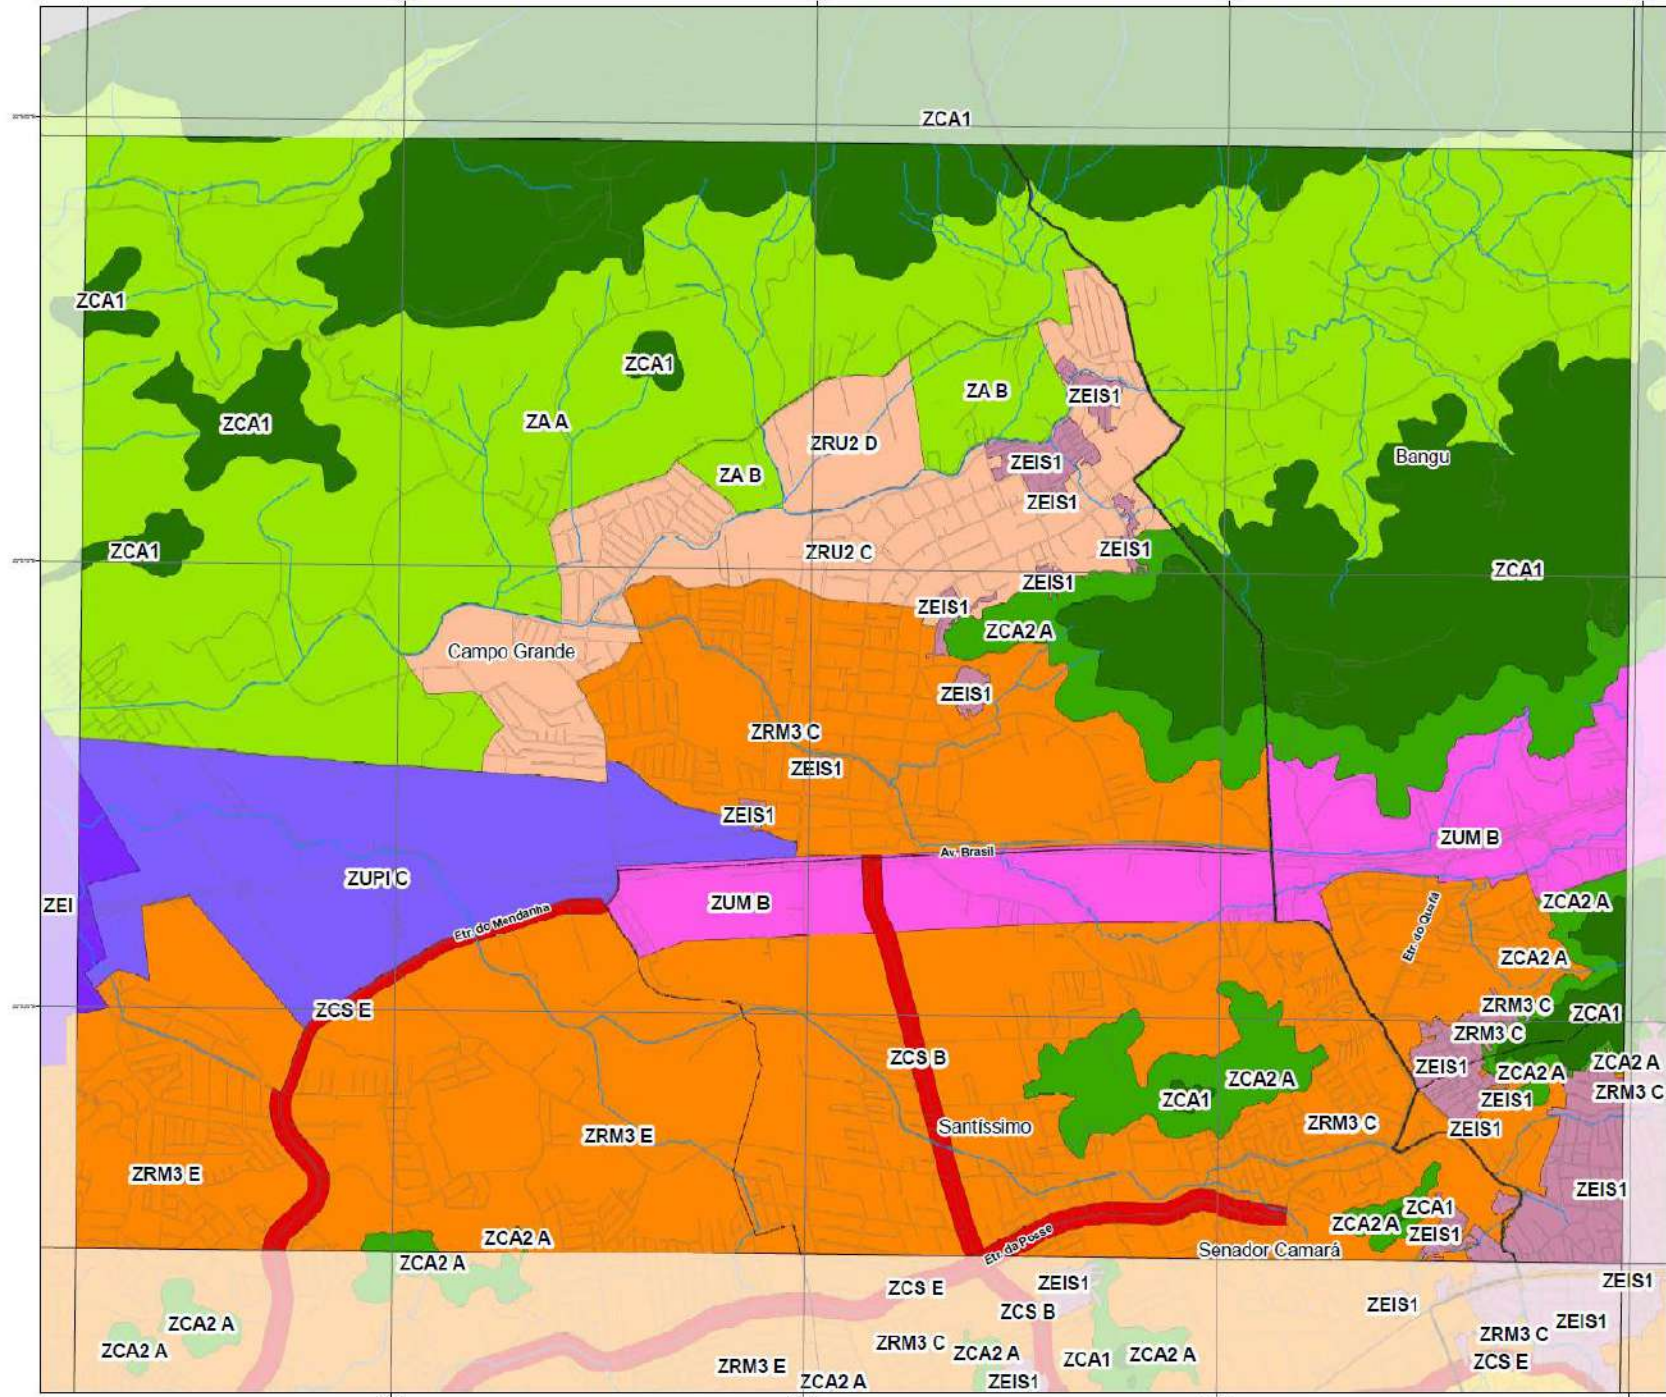 ZCA1
ZCA1
ZCA1
ZCA1
ZA A
ZA B
ZEIS1
ZRU2 D
Bangu
ZEIS1
ZA B
ZEIS1
ZCA1
ZRU2 C
ZEIS1
ZCA1
ZEIS1
ZEIS1
ZCA2 A
Campo Grande
ZEIS1
ZRM3 C
ZEIS1
ZEIS1
ZUM B
Av. Brasil
ZUPI C
ZEI
ZUM B
ZCA2 A
Etr. do Mendanha
Etr. do Quafá
ZCA2 A
ZRM3 C
ZCS E
ZCA1
ZRM3 C
ZCS B
ZCA2 A
ZEIS1
ZCA2 A
ZCA2 A
ZRM3 C
ZCA1
ZEIS1
ZRM3 C
Santíssimo
ZEIS1
ZRM3 E
ZRM3 E
ZEIS1
ZCA1
ZCA2 A
ZEIS1
ZCA2 A
Etr. da Posse
Senador Camará
ZCA2 A
ZCS E
ZEIS1
ZEIS1
ZEIS1
ZCS B
ZEIS1
ZCA2 A
ZRM3 C
ZRM3 C
ZCA2 A
ZCA2 A
ZCA1
ZCA2 A
ZCS E
ZRM3 E
ZCA2 A
ZEIS1